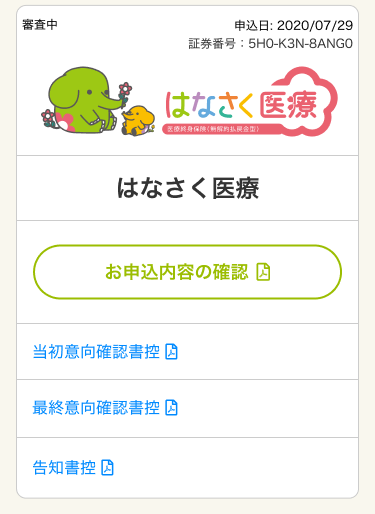 審査中
申込日: 2020/07/29
証券番号：5H0-K3N-8ANG0
はなさく医療
医療終身保険(無解約払戻金型)
はなさく医療
お申込内容の確認
当初意向確認書控
最終意向確認書控
告知書控